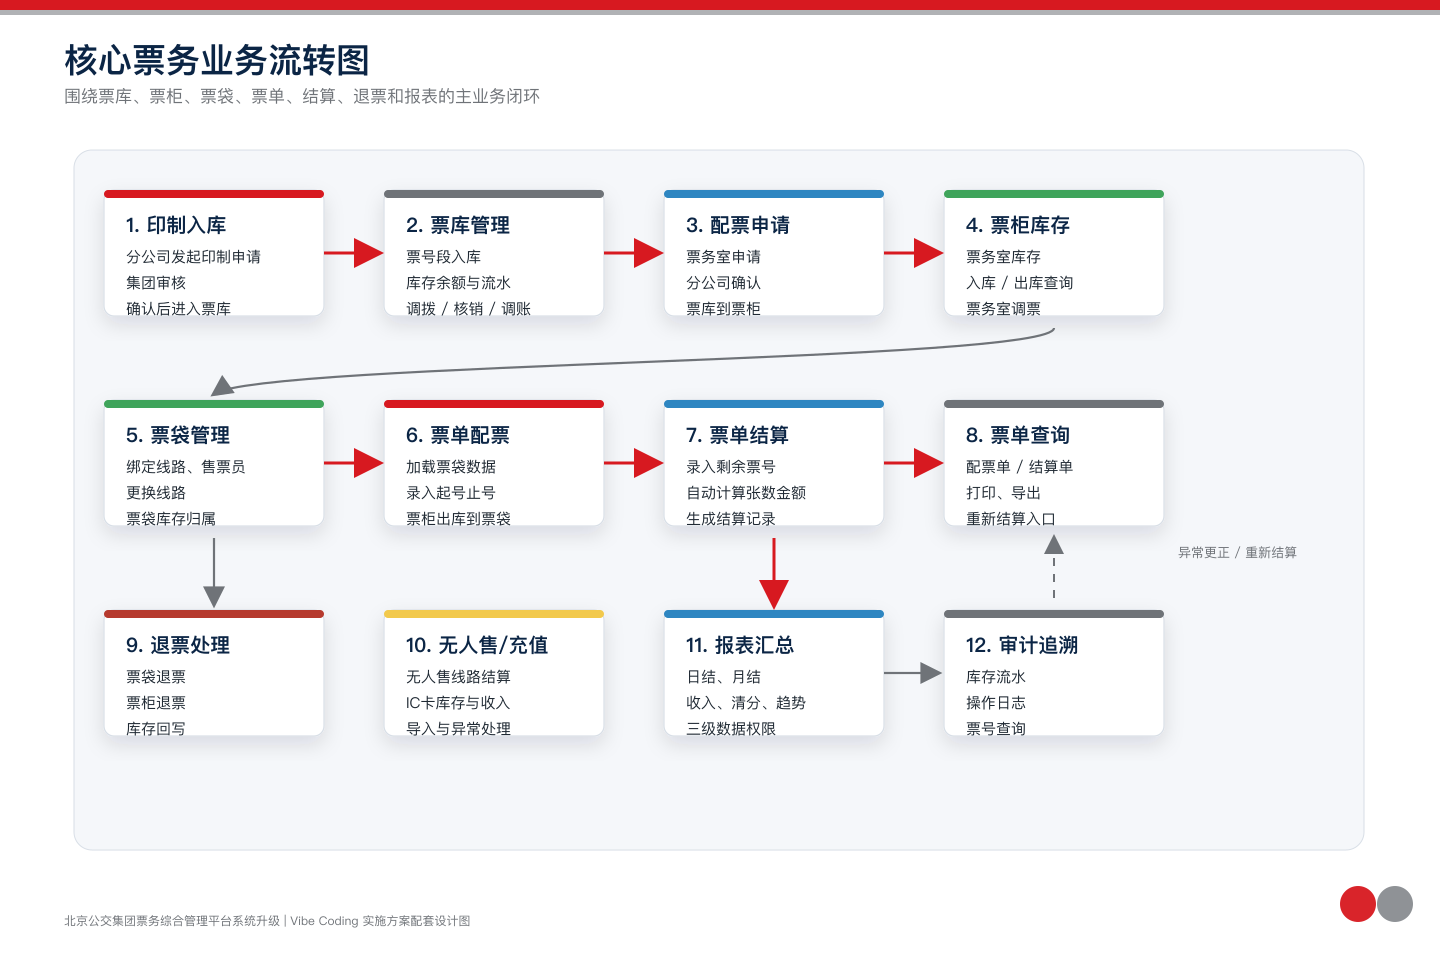 核心票务业务流转图
围绕票库、票柜、票袋、票单、结算、退票和报表的主业务闭环
1. 印制入库
分公司发起印制申请
集团审核
确认后进入票库
2. 票库管理
票号段入库
库存余额与流水
调拨 / 核销 / 调账
3. 配票申请
票务室申请
分公司确认
票库到票柜
4. 票柜库存
票务室库存
入库 / 出库查询
票务室调票
5. 票袋管理
绑定线路、售票员
更换线路
票袋库存归属
6. 票单配票
加载票袋数据
录入起号止号
票柜出库到票袋
7. 票单结算
录入剩余票号
自动计算张数金额
生成结算记录
8. 票单查询
配票单 / 结算单
打印、导出
重新结算入口
异常更正 / 重新结算
9. 退票处理
票袋退票
票柜退票
库存回写
10. 无人售/充值
无人售线路结算
IC卡库存与收入
导入与异常处理
11. 报表汇总
日结、月结
收入、清分、趋势
三级数据权限
12. 审计追溯
库存流水
操作日志
票号查询
北京公交集团票务综合管理平台系统升级 | Vibe Coding 实施方案配套设计图